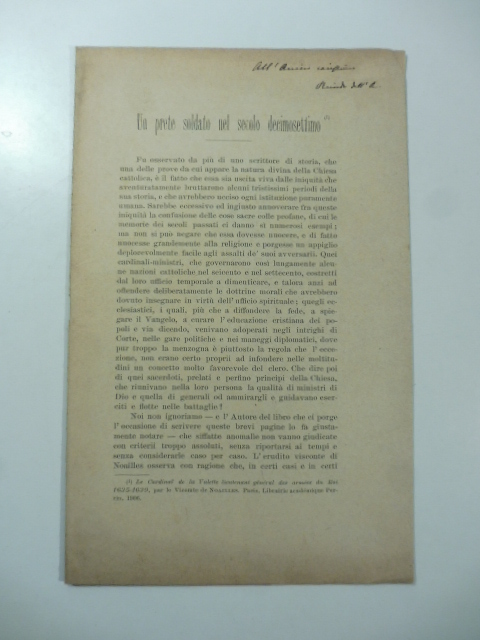 All' Amico
Ricordo dell'A.
Un prete soldato nel secolo decimosettimo (1)
Fu osservato da più di uno scrittore di storia, che
una delle prove da cui appare la natura divina della Chiesa
cattolica, è il fatto che essa sia uscita viva dalle iniquità che
sventuratamente bruttarono alcuni tristissimi periodi della
sua storia, e che avrebbero ucciso ogni istituzione puramente
umana. Sarebbe eccessivo ed ingiusto annoverare fra queste
iniquità la confusione delle cose sacre colle profane, di cui le
memorie dei secoli passati ci danno sì numerosi esempi;
ma non si può negare che essa dovesse nuocere, e di fatto
nuocesse grandemente alla religione e porgesse un appiglio
deplorevolmente facile agli assalti de' suoi avversarii. Quei
cardinali-ministri, che governarono così lungamente alcu-
ne nazioni cattoliche nel seicento e nel settecento, costretti
dal loro ufficio temporale a dimenticare, e talora anzi ad
offendere deliberatamente le dottrine morali che avrebbero
dovuto insegnare in virtù dell'ufficio spirituale; quegli ec-
clesiastici, i quali, più che a diffondere la fede, a spie-
gare il Vangelo, a curare l'educazione cristiana dei po-
poli e via dicendo, venivano adoperati negli intrighi di
Corte, nelle gare politiche e nei maneggi diplomatici, dove
pur troppo la menzogna è piuttosto la regola che l'ecce-
zione, non erano certo proprii ad infondere nelle moltitu-
dini un concetto molto favorevole del clero. Che dire poi
di quei sacerdoti, prelati e perfino principi della Chiesa,
che riunivano nella loro persona la qualità di ministri di
Dio e quella di generali od ammiragli e guidavano eser-
citi e flotte nelle battaglie?
Noi non ignoriamo — e l'Autore del libro che ci porge
l'occasione di scrivere queste brevi pagine lo fa giusta-
mente notare — che siffatte anomalie non vanno giudicate
con criterii troppo assoluti, senza riportarsi ai tempi e
senza considerarle caso per caso. L'erudito visconte di
Noailles osserva con ragione che, in certi casi e in certi
(1) Le Cardinal de la Valette lieutenant général des armées du Roi
1635-1639, par le Vicomte de NOAILLES. Paris, Librairie académique Per-
rin, 1906.